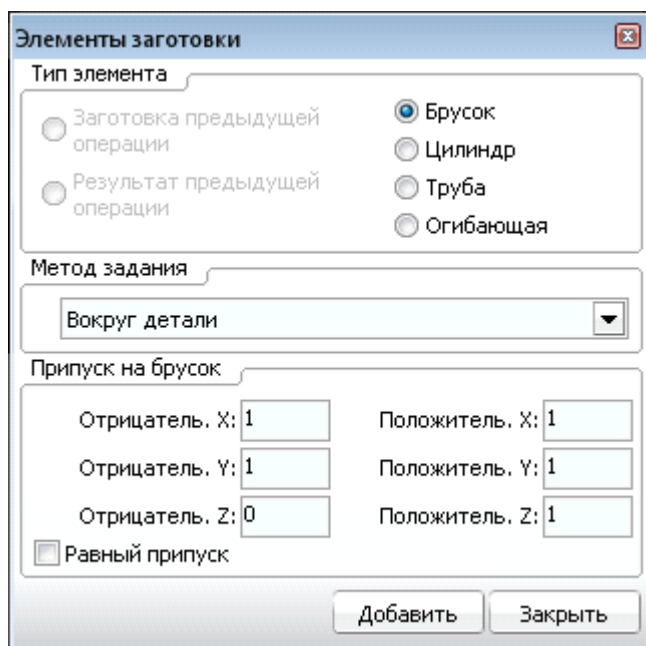 Элементы заготовки
Тип элемента
Заготовка предыдущей
операции
Результат предыдущей
операции
Брусок
Цилиндр
Труба
Огибающая
Метод задания
Вокруг детали
Припуск на брусок
Отрицатель. X: 1 Положитель. X: 1
Отрицатель. Y: 1 Положитель. Y: 1
Отрицатель. Z: 0 Положитель. Z: 1
Равный припуск
Добавить Закрыть